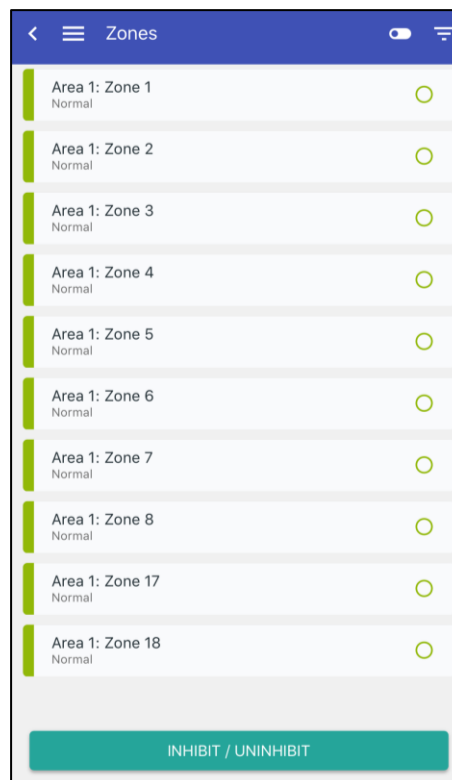 Zones
Area 1: Zone 1
Normal
Area 1: Zone 2
Normal
Area 1: Zone 3
Normal
Area 1: Zone 4
Normal
Area 1: Zone 5
Normal
Area 1: Zone 6
Normal
Area 1: Zone 7
Normal
Area 1: Zone 8
Normal
Area 1: Zone 17
Normal
Area 1: Zone 18
Normal
INHIBIT / UNINHIBIT